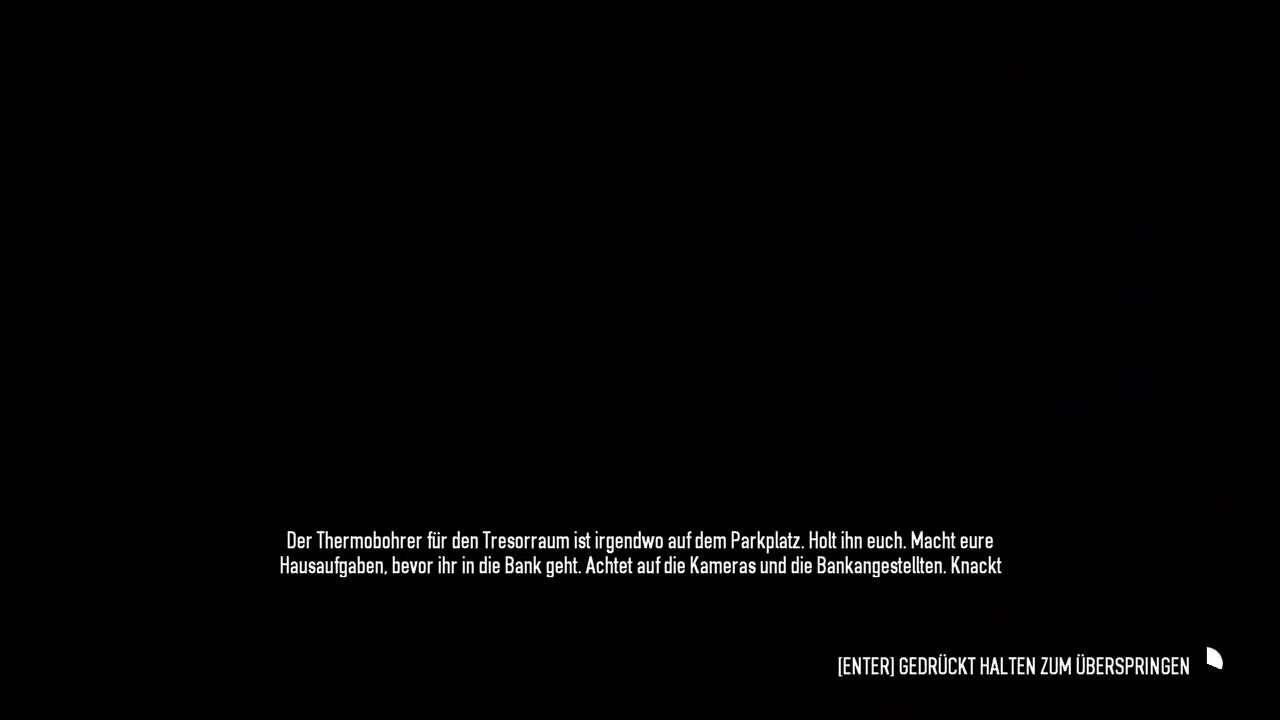 Der Thermobohrer für den Tresorraum ist irgendwo auf dem Parkplatz. Holt ihn euch. Macht eure
Hausaufgaben, bevor ihr in die Bank geht. Achtet auf die Kameras und die Bankangestellten. Knackt
[ENTER] GEDRÜCKT HALTEN ZUM ÜBERSPRINGEN